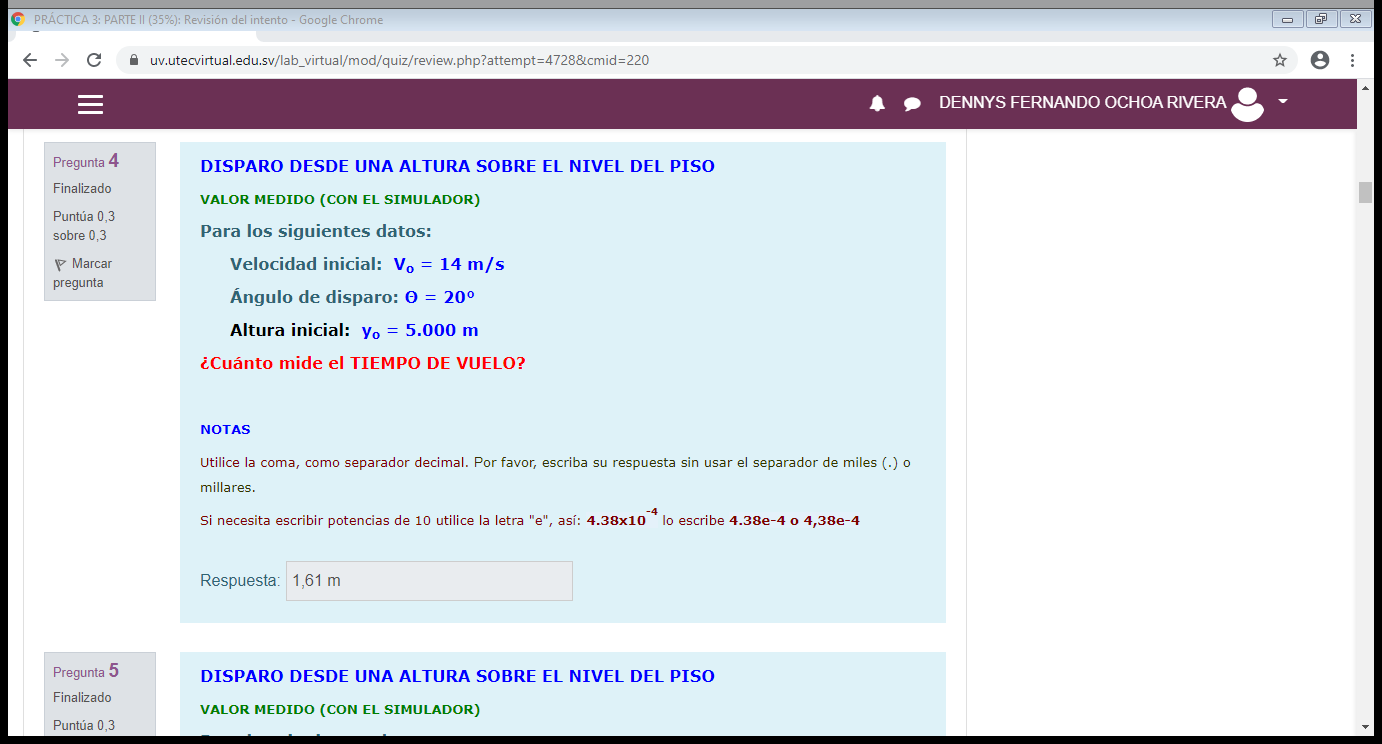 PRÁCTICA 3: PARTE II (35%): Revisión del intento - Google Chrome
uv.utecvirtual.edu.sv/lab_virtual/mod/quiz/review.php?attempt=4728&cmid=220
DENNYS FERNANDO OCHOA RIVERA
Pregunta 4
Finalizado
Puntúa 0,3
sobre 0,3
Marcar
pregunta
DISPARO DESDE UNA ALTURA SOBRE EL NIVEL DEL PISO
VALOR MEDIDO (CON EL SIMULADOR)
Para los siguientes datos:
Velocidad inicial: Vo = 14 m/s
Ángulo de disparo: Θ = 20º
Altura inicial: yo = 5.000 m
¿Cuánto mide el TIEMPO DE VUELO?
NOTAS
Utilice la coma, como separador decimal. Por favor, escriba su respuesta sin usar el separador de miles (.) o
millares.
Si necesita escribir potencias de 10 utilice la letra "e", así: 4.38x10-4 lo escribe 4.38e-4 o 4,38e-4
Respuesta: 1,61 m
Pregunta 5
Finalizado
Puntúa 0,3
DISPARO DESDE UNA ALTURA SOBRE EL NIVEL DEL PISO
VALOR MEDIDO (CON EL SIMULADOR)